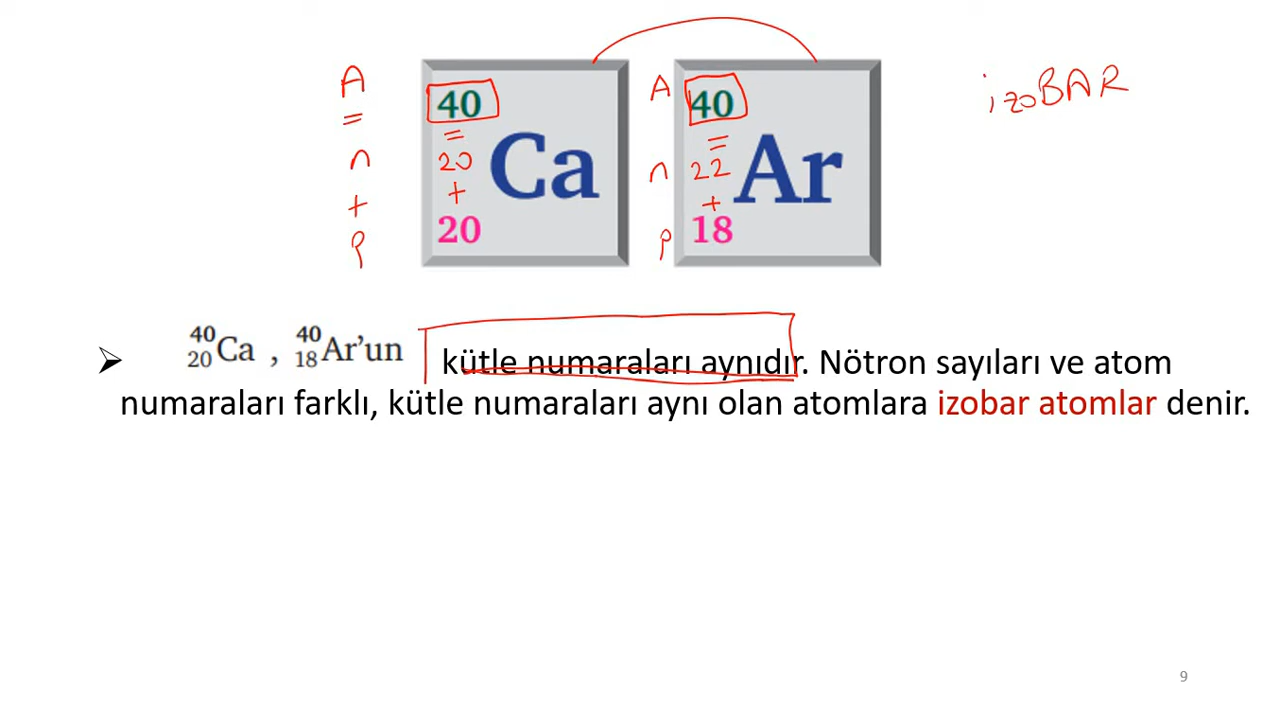 A 40 A 40 izoBAR
= = =
n 20 Ca n 22 Ar
+ + +
p 20 p 18
➢ ⁴⁰₂₀Ca , ⁴⁰₁₈Ar’un kütle numaraları aynıdır. Nötron sayıları ve atom
numaraları farklı, kütle numaraları aynı olan atomlara izobar atomlar denir.
9